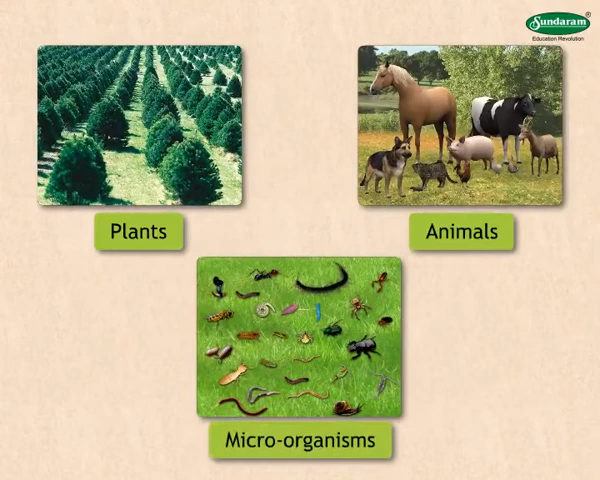 Sundaram®
Education Revolution
Plants
Animals
Micro-organisms